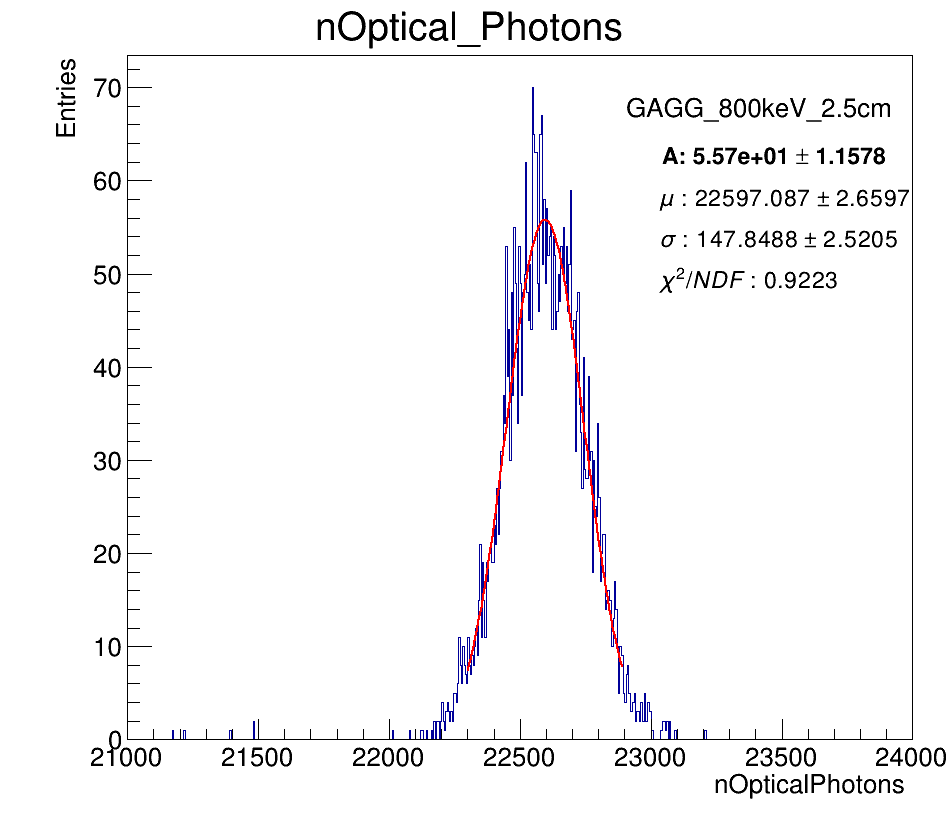 nOptical_Photons
Entries
70
60
50
40
30
20
10
0
GAGG_800keV_2.5cm
A: 5.57e+01 ± 1.1578
μ : 22597.087 ± 2.6597
σ : 147.8488 ± 2.5205
χ²/NDF : 0.9223
21000 21500 22000 22500 23000 23500 24000
nOpticalPhotons